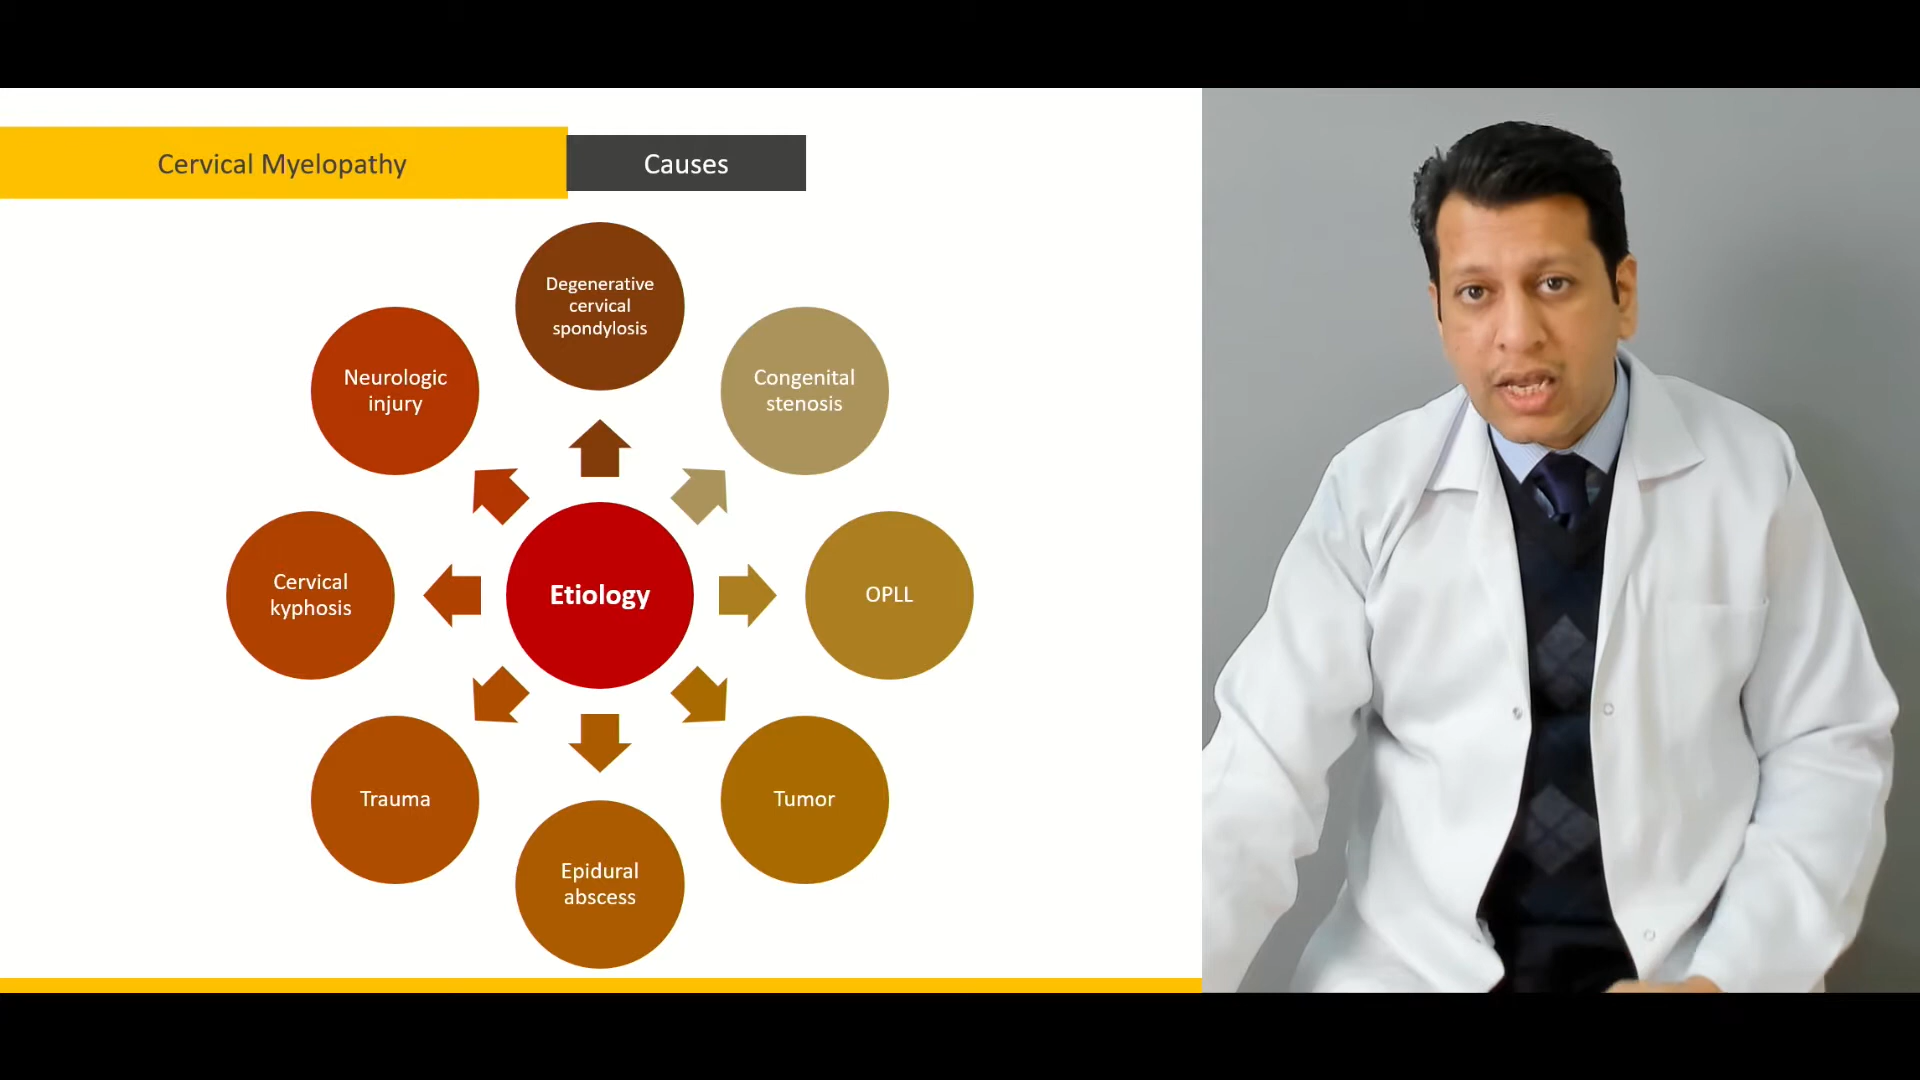 Cervical Myelopathy
Causes
Degenerative
cervical
spondylosis
Congenital
stenosis
OPLL
Tumor
Epidural
abscess
Trauma
Cervical
kyphosis
Neurologic
injury
Etiology